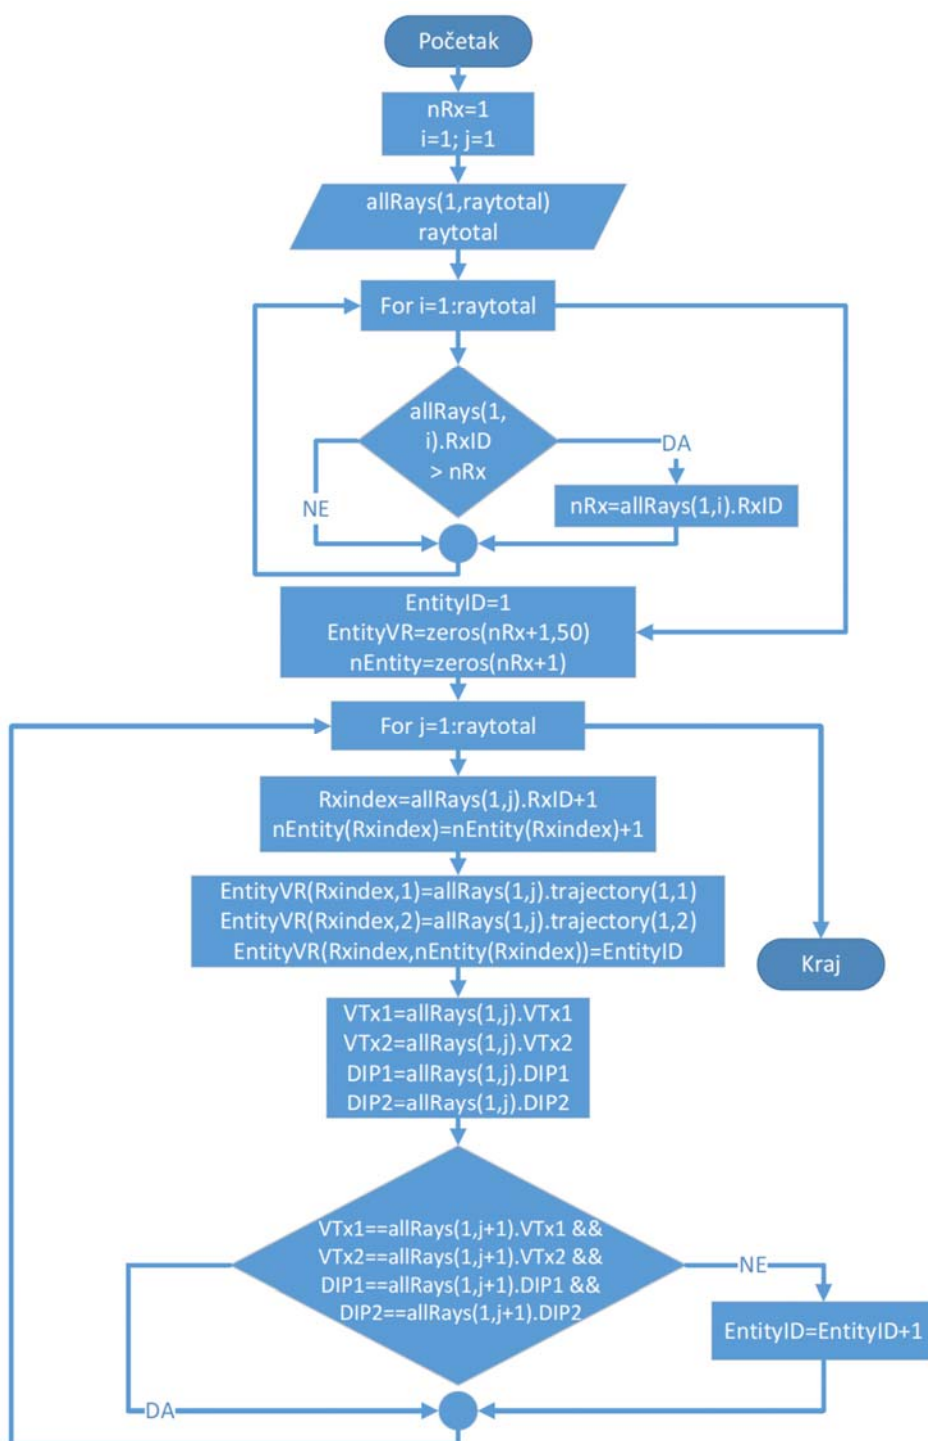 Početak
nRx=1
i=1; j=1
allRays(1,raytotal)
raytotal
For i=1:raytotal
allRays(1,
i).RxID
> nRx
DA
NE
nRx=allRays(1,i).RxID
EntityID=1
EntityVR=zeros(nRx+1,50)
nEntity=zeros(nRx+1)
For j=1:raytotal
Rxindex=allRays(1,j).RxID+1
nEntity(Rxindex)=nEntity(Rxindex)+1
EntityVR(Rxindex,1)=allRays(1,j).trajectory(1,1)
EntityVR(Rxindex,2)=allRays(1,j).trajectory(1,2)
EntityVR(Rxindex,nEntity(Rxindex))=EntityID
Kraj
VTx1=allRays(1,j).VTx1
VTx2=allRays(1,j).VTx2
DIP1=allRays(1,j).DIP1
DIP2=allRays(1,j).DIP2
VTx1==allRays(1,j+1).VTx1 &&
VTx2==allRays(1,j+1).VTx2 &&
DIP1==allRays(1,j+1).DIP1 &&
DIP2==allRays(1,j+1).DIP2
NE
EntityID=EntityID+1
DA